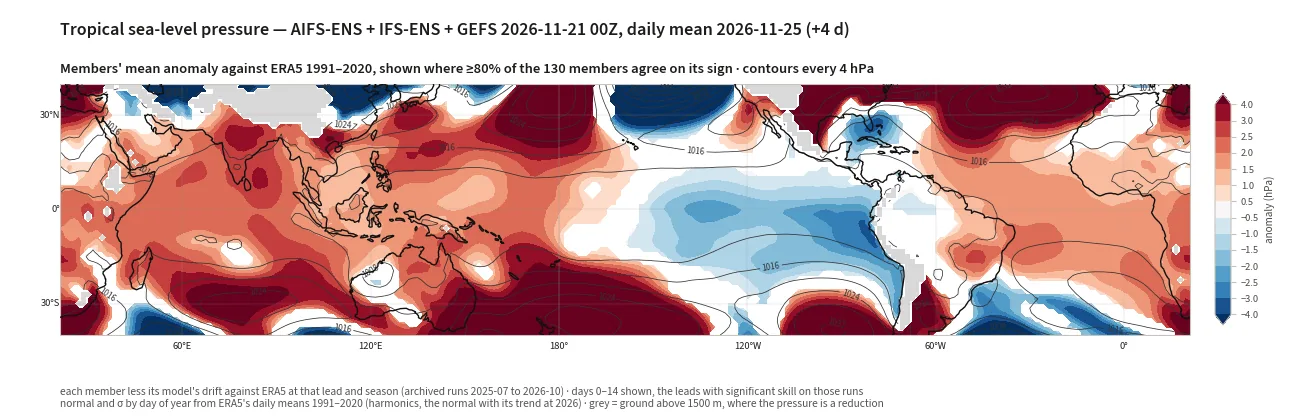 Tropical sea-level pressure — AIFS-ENS + IFS-ENS + GEFS 2026-11-21 00Z, daily mean 2026-11-25 (+4 d)
Members' mean anomaly against ERA5 1991–2020, shown where ≥80% of the 130 members agree on its sign · contours every 4 hPa
30°N
0°
30°S
60°E
120°E
180°
120°W
60°W
0°
1016
1024
1016
1016
1016
1016
1016
1016
1016
1024
4.0
3.0
2.5
2.0
1.5
1.0
0.5
−0.5
−1.0
−1.5
−2.0
−2.5
−3.0
−4.0
anomaly (hPa)
each member less its model's drift against ERA5 at that lead and season (archived runs 2025-07 to 2026-10) · days 0–14 shown, the leads with significant skill on those runs
normal and σ by day of year from ERA5's daily means 1991–2020 (harmonics, the normal with its trend at 2026) · grey = ground above 1500 m, where the pressure is a reduction